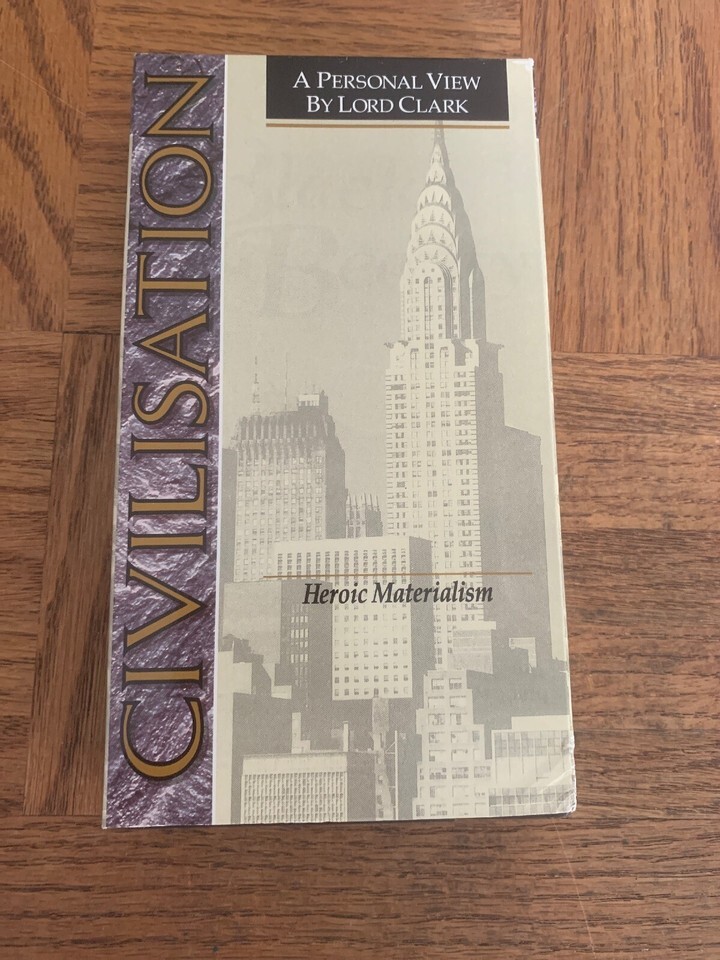 CIVILISATION
A PERSONAL VIEW
BY LORD CLARK
Heroic Materialism